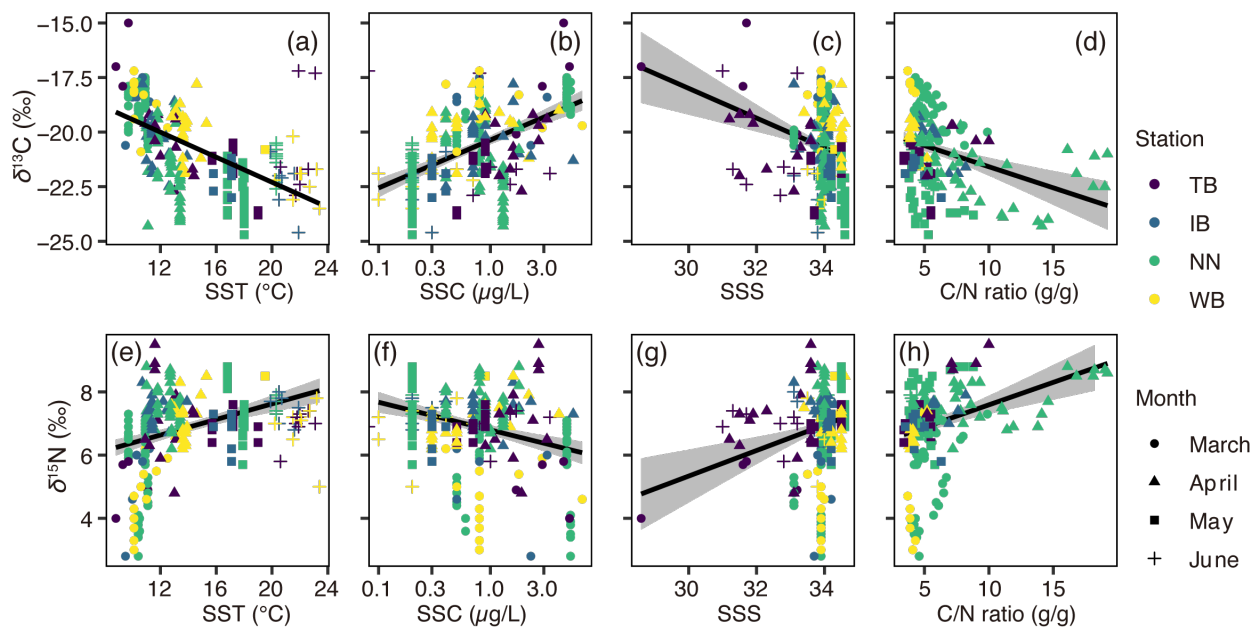 −15.0
−17.5
−20.0
−22.5
−25.0
δ¹³C (‰)
(a)
(b)
(c)
(d)
12 16 20 24
SST (°C)
0.1 0.3 1.0 3.0
SSC (µg/L)
30 32 34
SSS
5 10 15
C/N ratio (g/g)
8
6
4
δ¹⁵N (‰)
(e)
(f)
(g)
(h)
12 16 20 24
SST (°C)
0.1 0.3 1.0 3.0
SSC (µg/L)
30 32 34
SSS
5 10 15
C/N ratio (g/g)
Station
TB
IB
NN
WB
Month
March
April
May
June